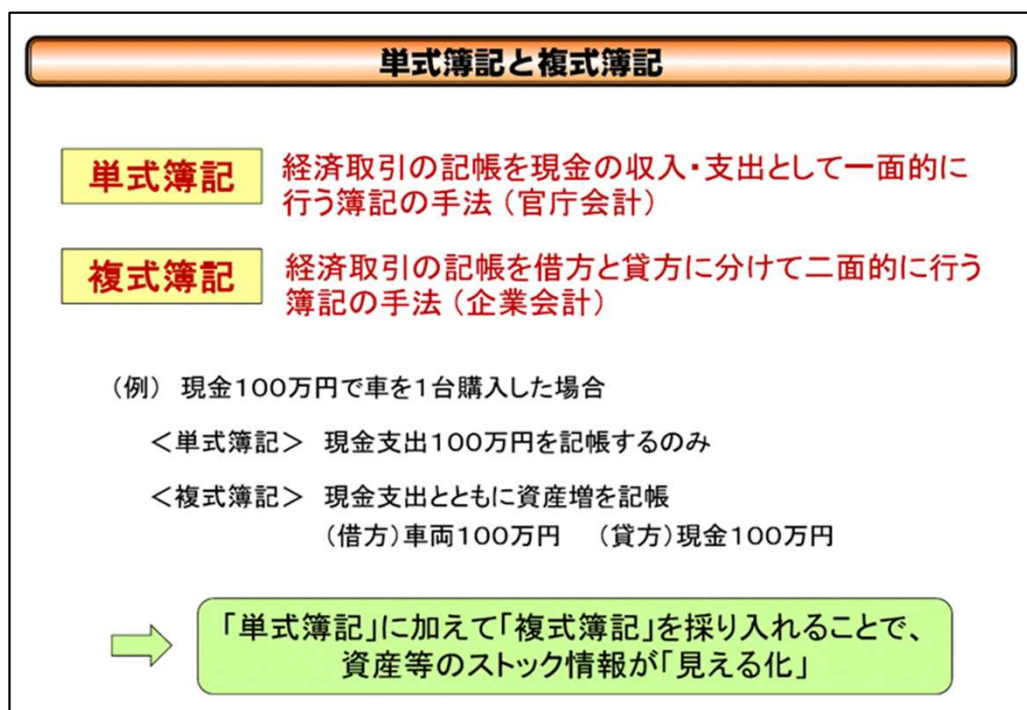 単式簿記と複式簿記
単式簿記
経済取引の記帳を現金の収入・支出として一面的に
行う簿記の手法（官庁会計）
複式簿記
経済取引の記帳を借方と貸方に分けて二面的に行う
簿記の手法（企業会計）
（例） 現金１００万円で車を１台購入した場合
＜単式簿記＞ 現金支出１００万円を記帳するのみ
＜複式簿記＞ 現金支出とともに資産増を記帳
（借方）車両１００万円 （貸方）現金１００万円
「単式簿記」に加えて「複式簿記」を採り入れることで、
資産等のストック情報が「見える化」